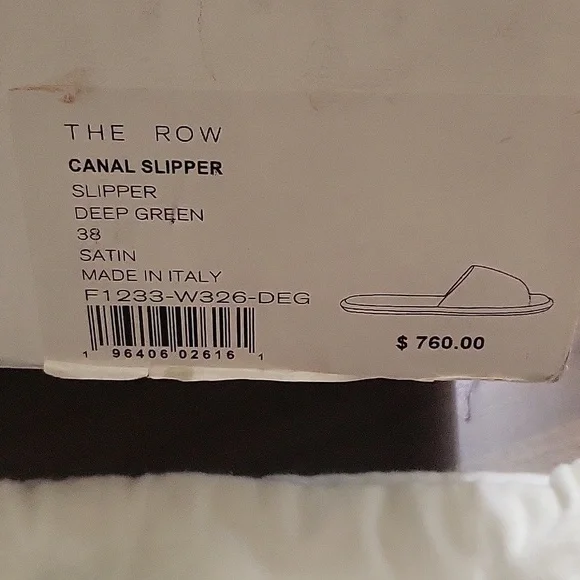 THE ROW
CANAL SLIPPER
SLIPPER
DEEP GREEN
38
SATIN
MADE IN ITALY
F1233-W326-DEG
1 96406 02616 1
$ 760.00